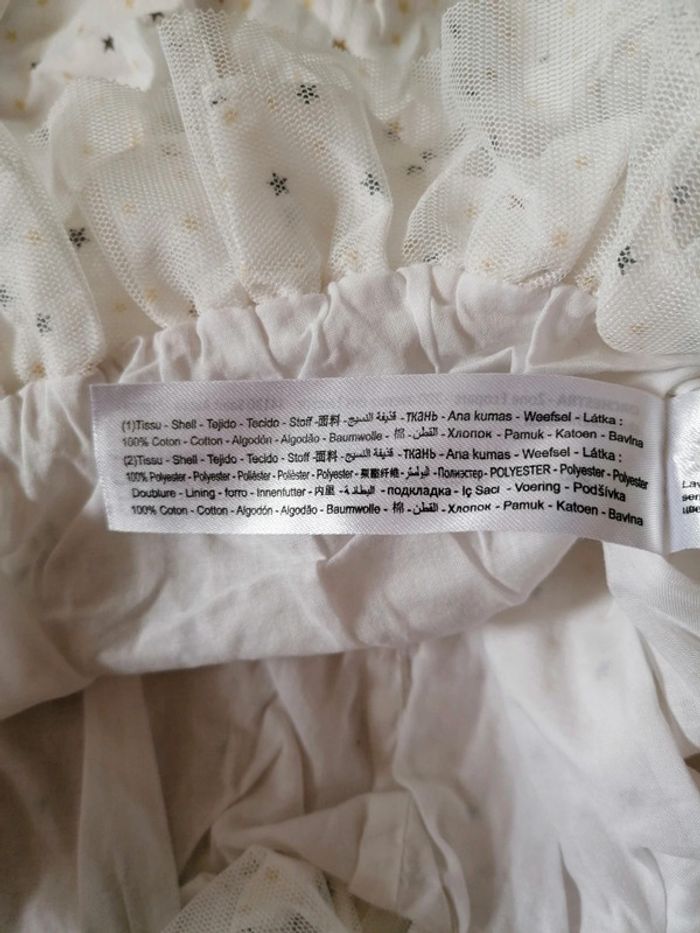 (1)Tissu - Shell - Tejido - Tecido - Stoff -面料 - قذيفة النسيج - ТКАНЬ - Ana kumas - Weefsel - Látka :
100% Coton - Cotton - Algodón - Algodão - Baumwolle - 棉 - القطن - Хлопок - Pamuk - Katoen - Bavlna
(2)Tissu - Shell - Tejido - Tecido - Stoff -面料 - قذيفة النسيج - ТКАНЬ - Ana kumas - Weefsel - Látka :
100% Polyester - Polyester - Poliéster - Poliéster - Polyester - 聚酯纤维 - البوليستر - Полиэстер - POLYESTER - Polyester - Polyester
Doublure - Lining - forro - Innenfutter - 内里 - البطانة - подкладка - Iç Sacı - Voering - Podšívka
100% Coton - Cotton - Algodón - Algodão - Baumwolle - 棉 - القطن - Хлопок - Pamuk - Katoen - Bavlna